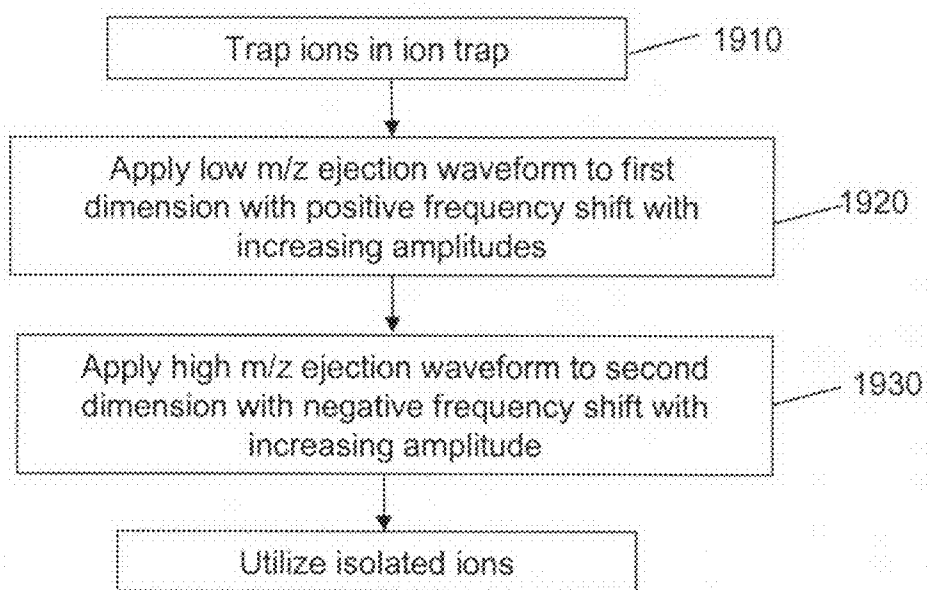 Trap ions in ion trap
1910
Apply low m/z ejection waveform to first
dimension with positive frequency shift with
increasing amplitudes
1920
Apply high m/z ejection waveform to second
dimension with negative frequency shift with
increasing amplitude
1930
Utilize isolated ions